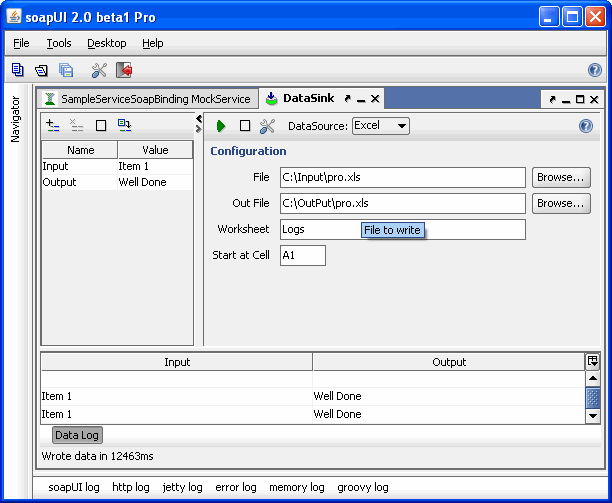 soapUI 2.0 beta1 Pro
File Tools Desktop Help
Navigator
SampleServiceSoapBinding MockService
DataSink
DataSource: Excel
Name Value
Input Item 1
Output Well Done
Configuration
File C:\Input\pro.xls Browse...
Out File C:\OutPut\pro.xls Browse...
Worksheet Logs
File to write
Start at Cell A1
Input Output
Item 1 Well Done
Item 1 Well Done
Data Log
Wrote data in 12463ms
soapUI log http log jetty log error log memory log groovy log